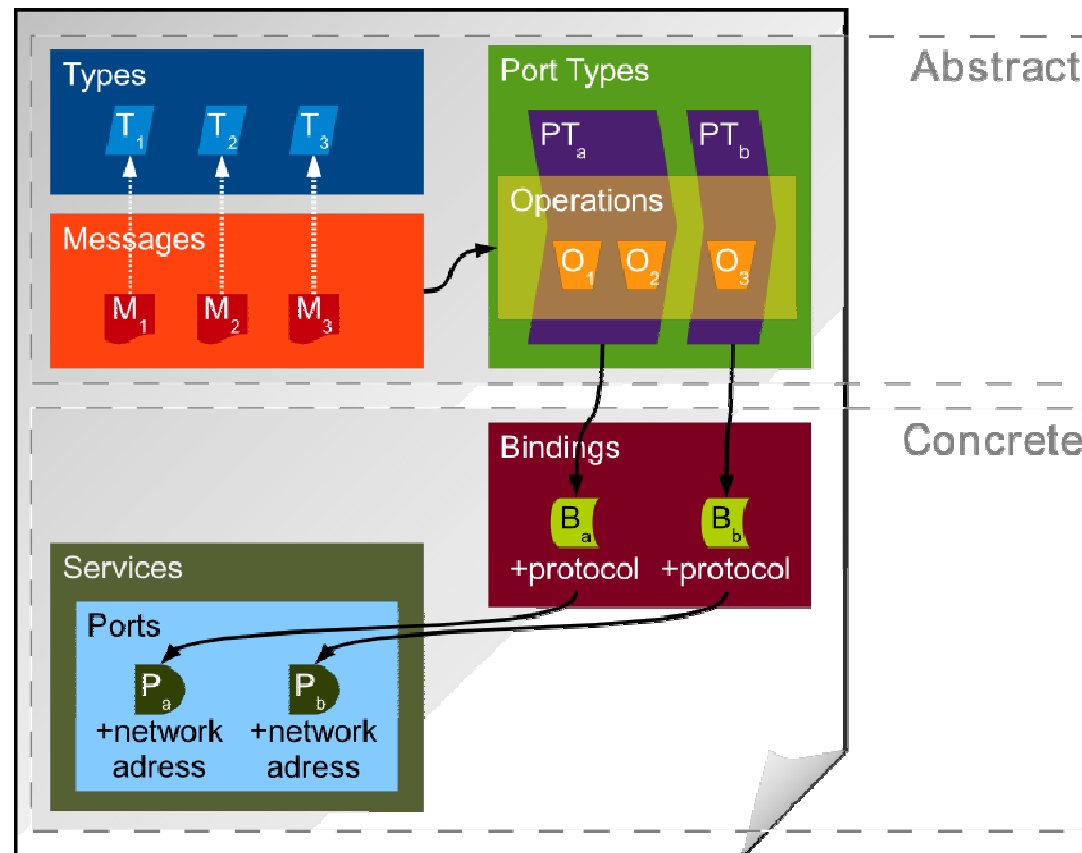 Abstract
Types
T1 T2 T3
Messages
M1 M2 M3
Port Types
PTa PTb
Operations
O1 O2 O3
Concrete
Bindings
Ba Bb
+protocol +protocol
Services
Ports
Pa Pb
+network +network
adress adress